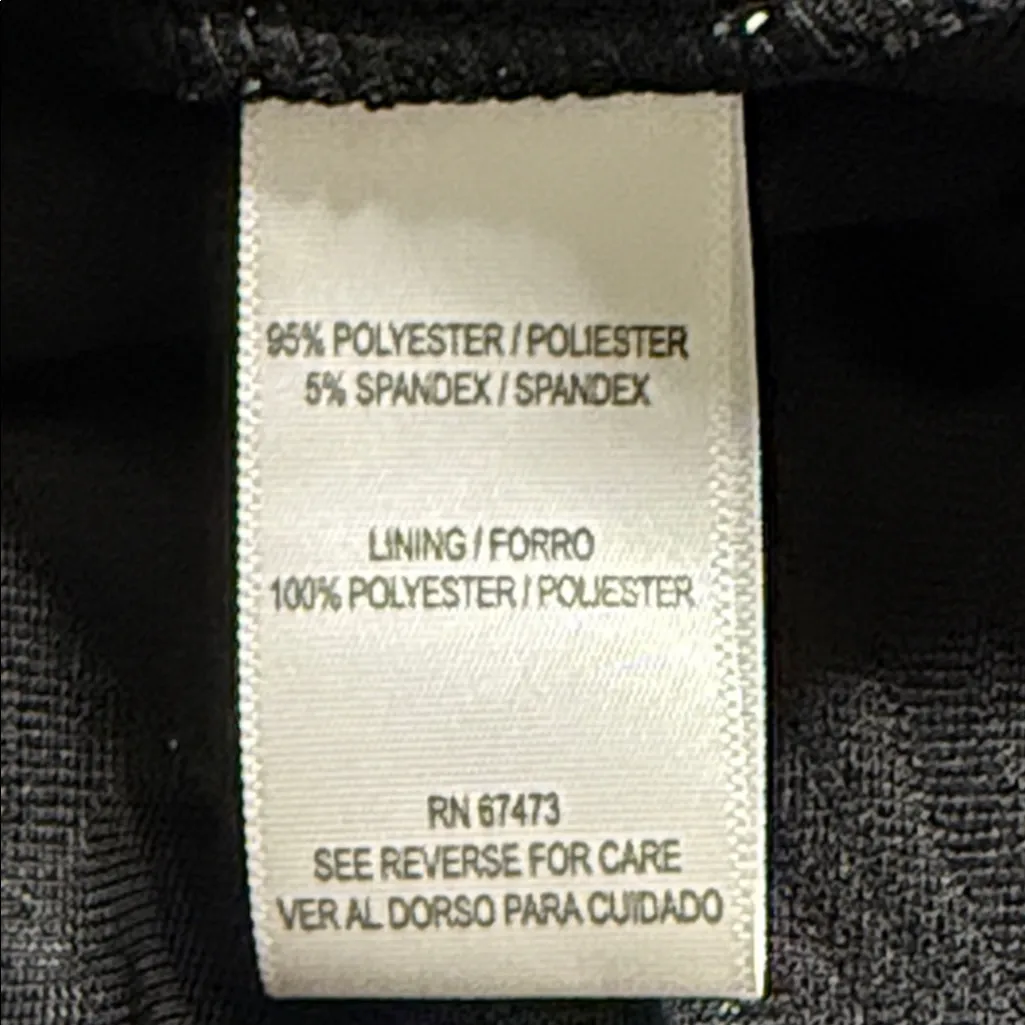 95% POLYESTER / POLIESTER
5% SPANDEX / SPANDEX
LINING / FORRO
100% POLYESTER / POLIESTER
RN 67473
SEE REVERSE FOR CARE
VER AL DORSO PARA CUIDADO